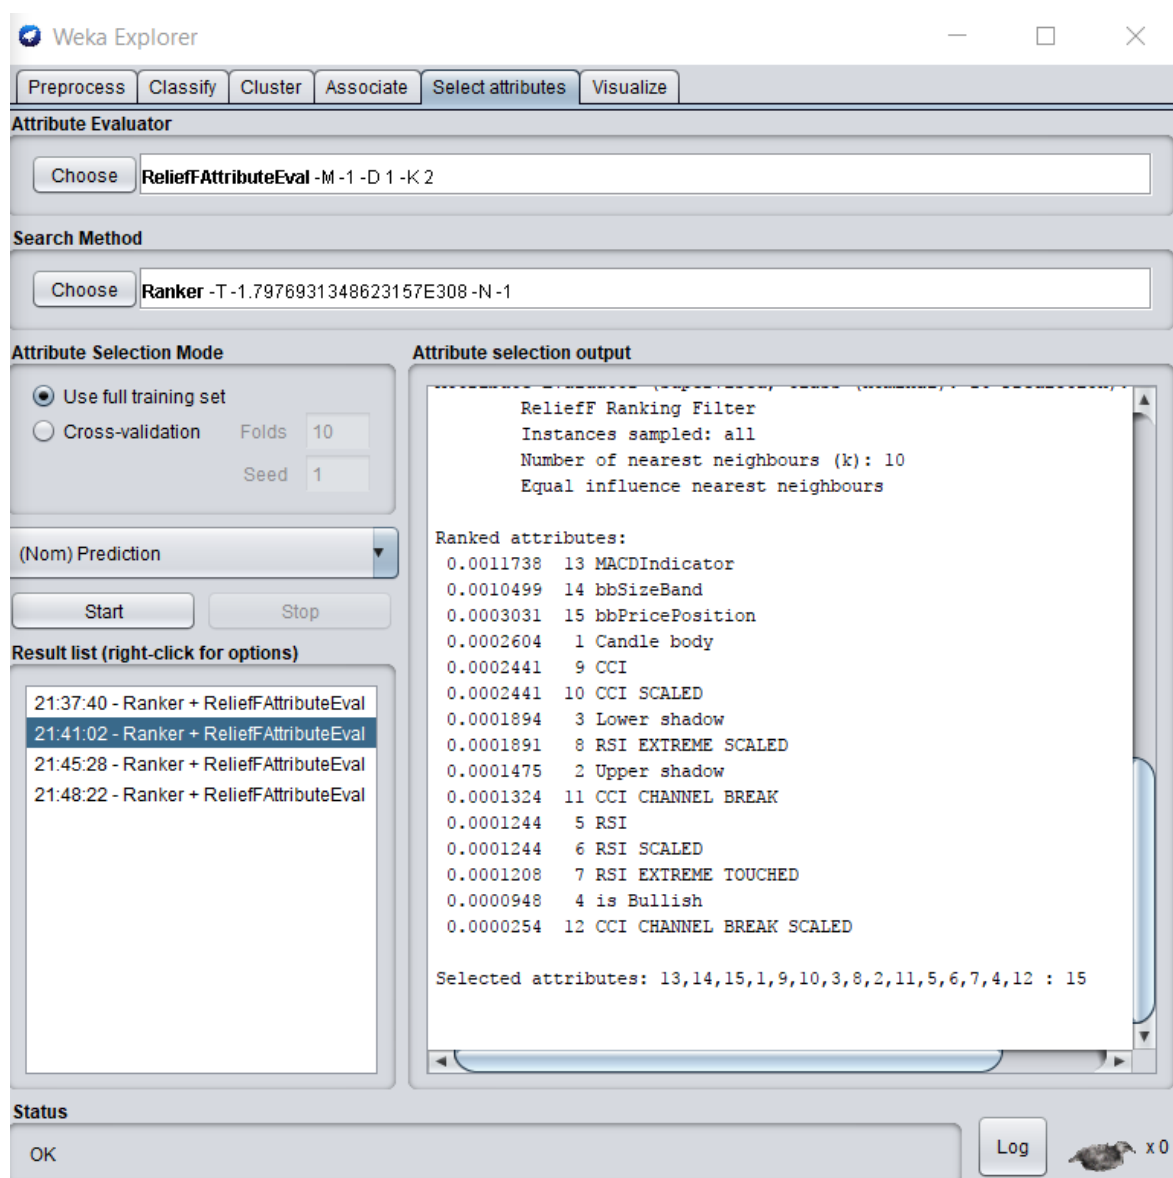 Weka Explorer
Preprocess Classify Cluster Associate Select attributes Visualize
Attribute Evaluator
Choose ReliefFAttributeEval -M -1 -D 1 -K 2
Search Method
Choose Ranker -T -1.7976931348623157E308 -N -1
Attribute Selection Mode
Use full training set
Cross-validation Folds 10
Seed 1
(Nom) Prediction
Start Stop
Result list (right-click for options)
21:37:40 - Ranker + ReliefFAttributeEval
21:41:02 - Ranker + ReliefFAttributeEval
21:45:28 - Ranker + ReliefFAttributeEval
21:48:22 - Ranker + ReliefFAttributeEval
Attribute selection output
ReliefF Ranking Filter
Instances sampled: all
Number of nearest neighbours (k): 10
Equal influence nearest neighbours
Ranked attributes:
0.0011738 13 MACDIndicator
0.0010499 14 bbSizeBand
0.0003031 15 bbPricePosition
0.0002604 1 Candle body
0.0002441 9 CCI
0.0002441 10 CCI SCALED
0.0001894 3 Lower shadow
0.0001891 8 RSI EXTREME SCALED
0.0001475 2 Upper shadow
0.0001324 11 CCI CHANNEL BREAK
0.0001244 5 RSI
0.0001244 6 RSI SCALED
0.0001208 7 RSI EXTREME TOUCHED
0.0000948 4 is Bullish
0.0000254 12 CCI CHANNEL BREAK SCALED
Selected attributes: 13,14,15,1,9,10,3,8,2,11,5,6,7,4,12 : 15
Status
OK
Log
x 0